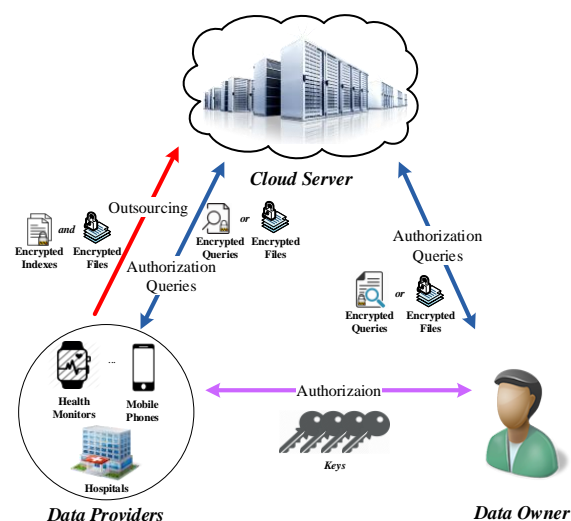 Cloud Server
Outsourcing
and
Encrypted
Indexes
Encrypted
Files
or
Encrypted
Queries
Encrypted
Files
Authorization
Queries
Authorization
Queries
or
Encrypted
Queries
Encrypted
Files
...
Health
Monitors
Mobile
Phones
Hospitals
Authorizaion
Keys
Data Providers
Data Owner